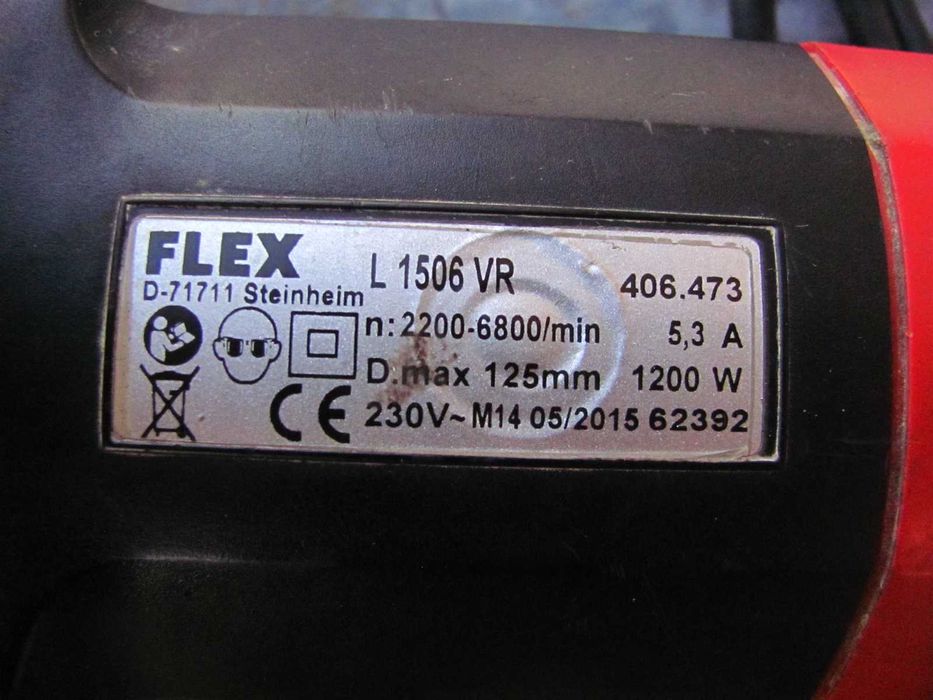 FLEX
D-71711 Steinheim
L 1506 VR 406.473
n: 2200-6800/min 5,3 A
D.max 125mm 1200 W
CE 230V~ M14 05/2015 62392